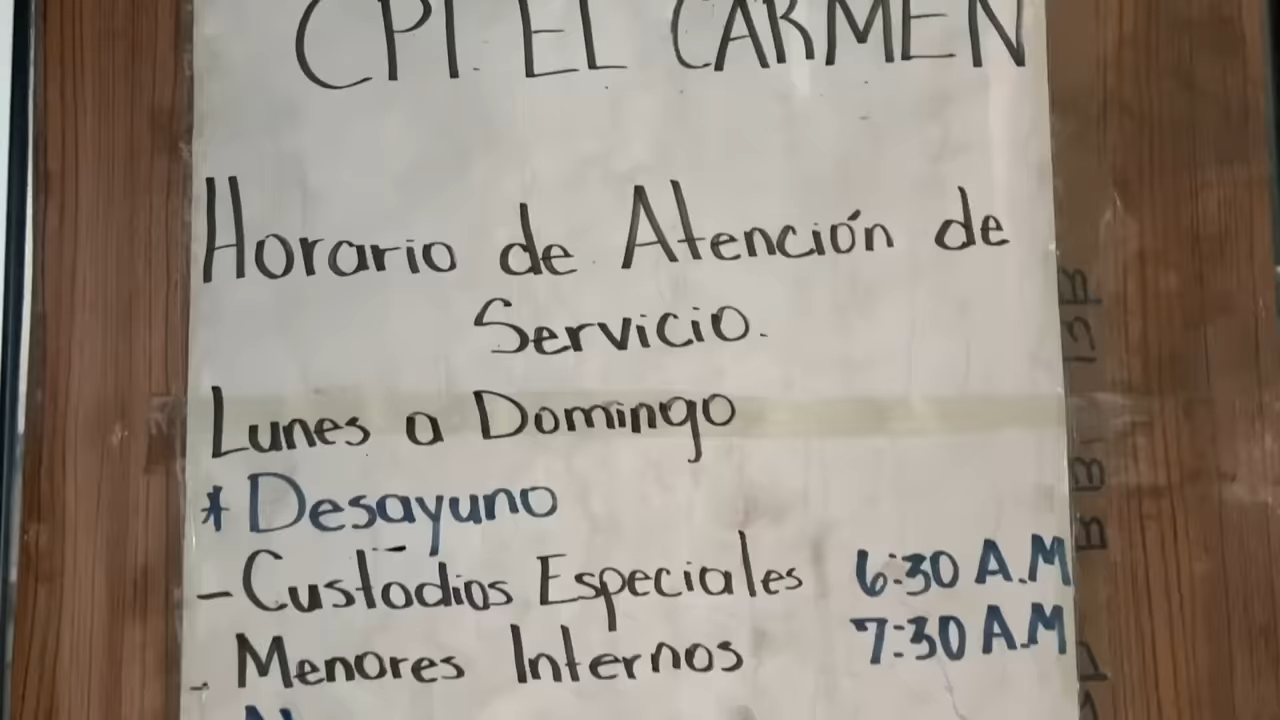 CPI. EL CARMEN
Horario de Atención de
Servicio.
Lunes a Domingo
* Desayuno
- Custodios Especiales 6:30 A.M
- Menores Internos 7:30 A.M